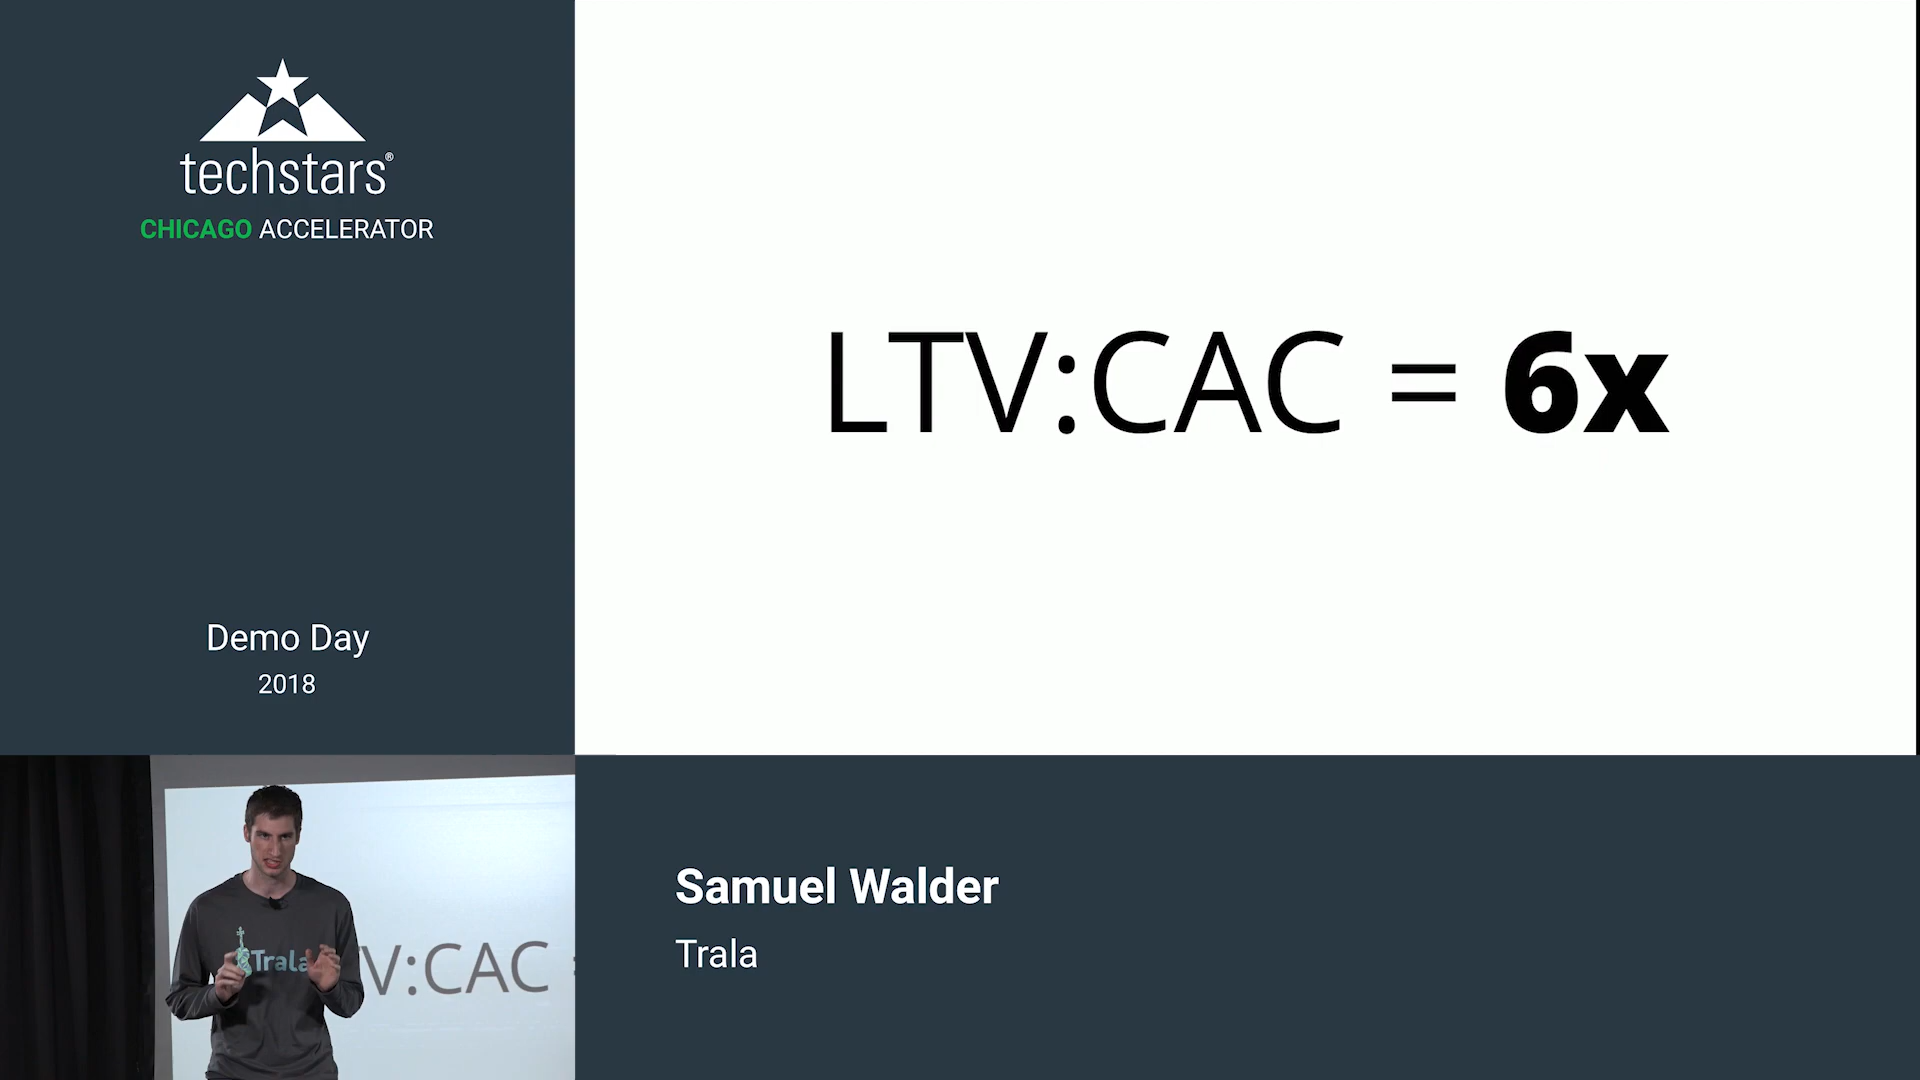 techstars®
CHICAGO ACCELERATOR
LTV:CAC = 6x
Demo Day
2018
Trala
V:CAC =
Samuel Walder
Trala